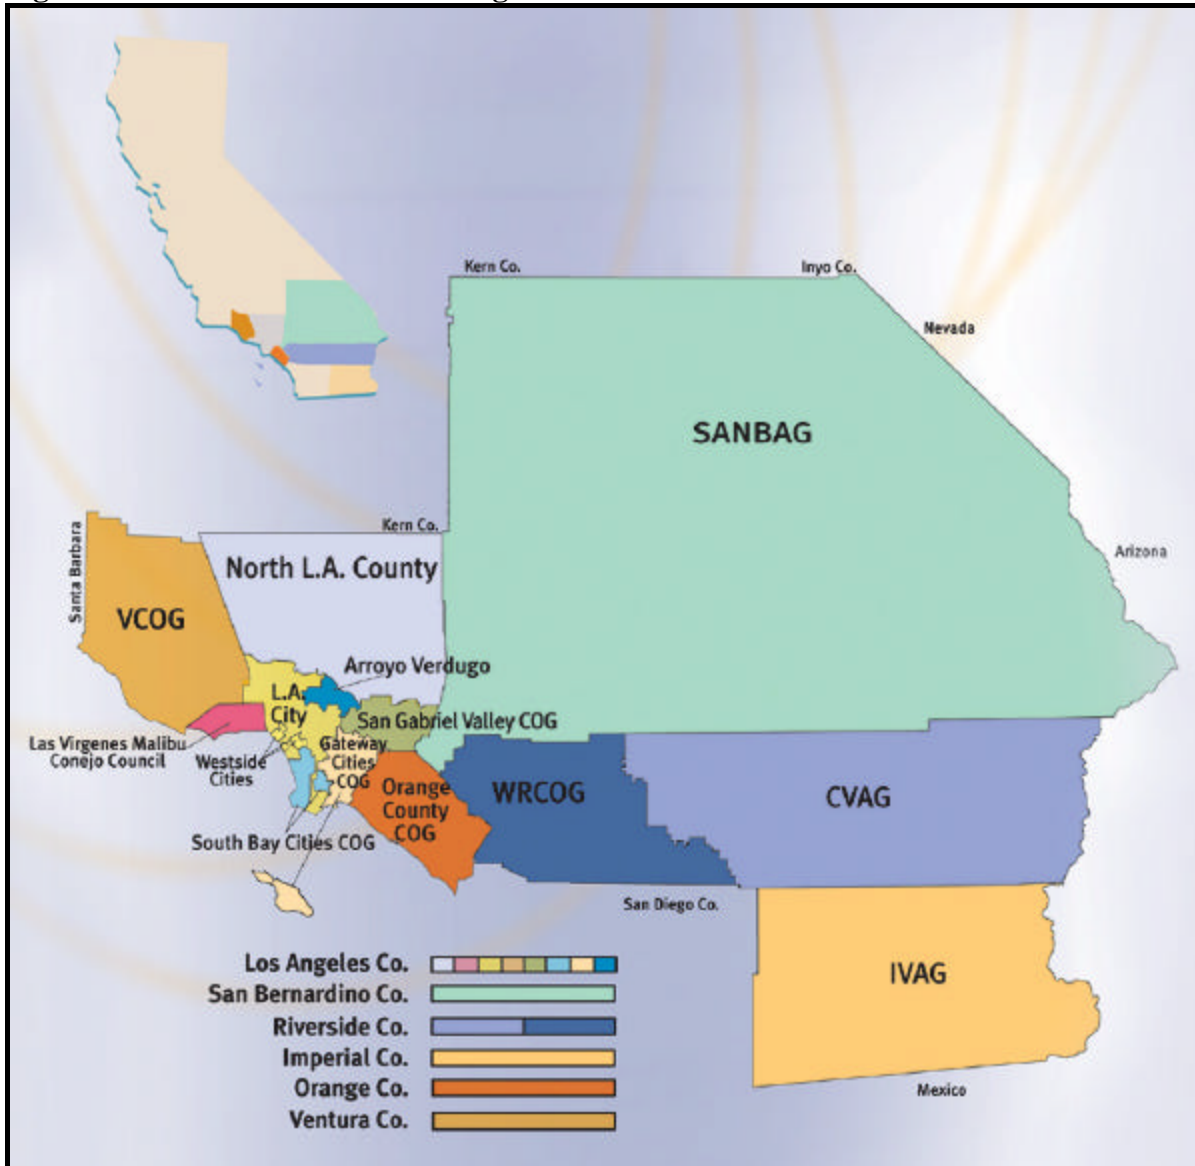 Kern Co.
Inyo Co.
Nevada
SANBAG
Kern Co.
Santa Barbara
Arizona
North L.A. County
VCOG
Arroyo Verdugo
L.A.
City
San Gabriel Valley COG
Las Virgenes Malibu
Conejo Council
Westside
Cities
Gateway
Cities
COG
Orange
County
COG
WRCOG
CVAG
South Bay Cities COG
San Diego Co.
IVAG
Mexico
Los Angeles Co.
San Bernardino Co.
Riverside Co.
Imperial Co.
Orange Co.
Ventura Co.